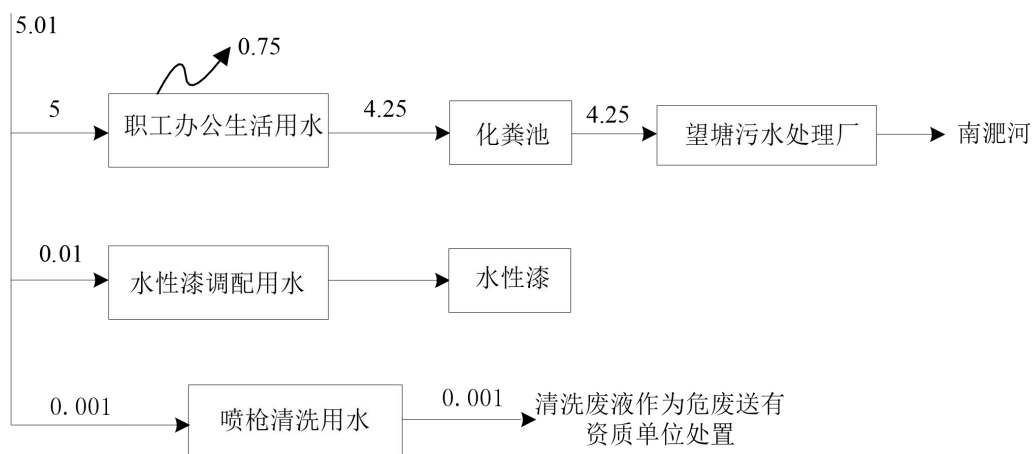 5.01
0.75
5
职工办公生活用水
4.25
化粪池
4.25
望塘污水处理厂
南淝河
0.01
水性漆调配用水
水性漆
0.001
喷枪清洗用水
0.001
清洗废液作为危废送有
资质单位处置